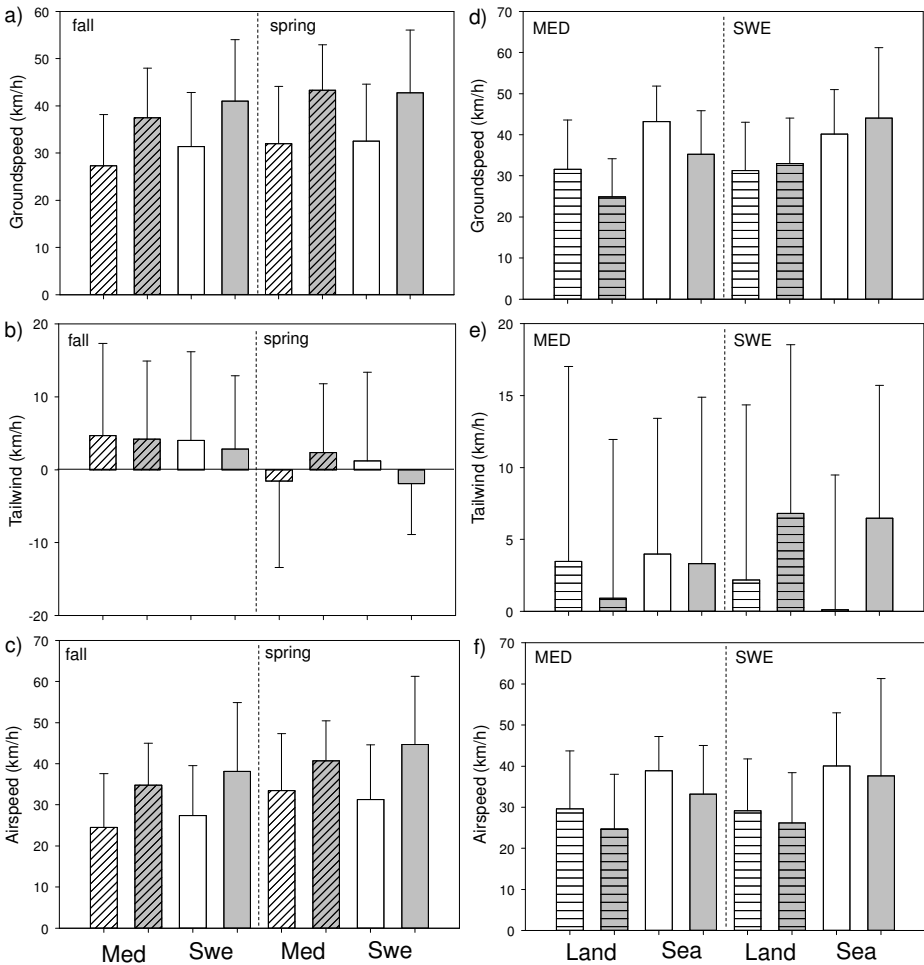 a)
fall
spring
Groundspeed (km/h)
60
50
40
30
20
10
0
b)
fall
spring
Tailwind (km/h)
20
10
0
-10
-20
c)
fall
spring
Airspeed (km/h)
70
60
50
40
30
20
10
0
Med Swe Med Swe
d)
MED
SWE
Groundspeed (km/h)
70
60
50
40
30
20
10
0
e)
MED
SWE
Tailwind (km/h)
20
15
10
5
0
f)
MED
SWE
Airspeed (km/h)
70
60
50
40
30
20
10
0
Land Sea Land Sea